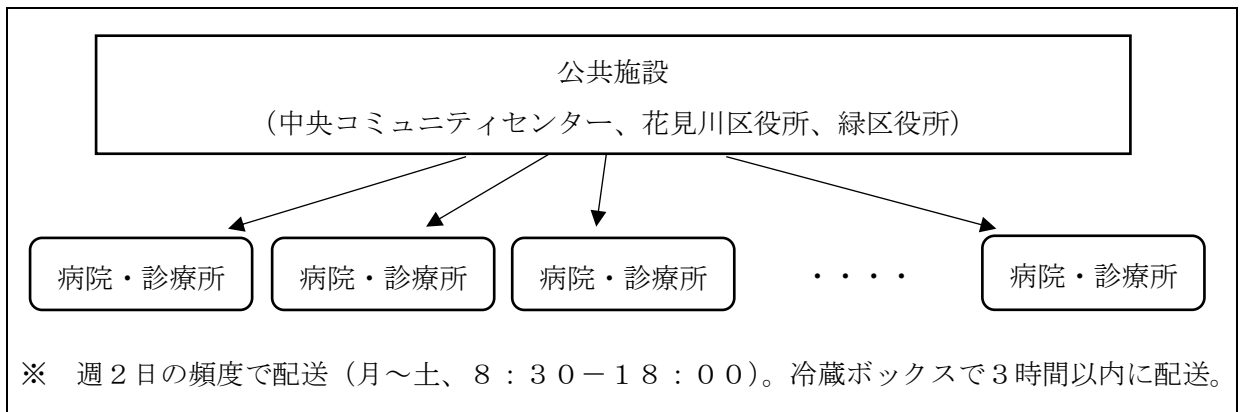 公共施設
（中央コミュニティセンター、花見川区役所、緑区役所）
病院・診療所 病院・診療所 病院・診療所 ・・・・ 病院・診療所
※　週２日の頻度で配送（月～土、８：３０－１８：００）。冷蔵ボックスで３時間以内に配送。